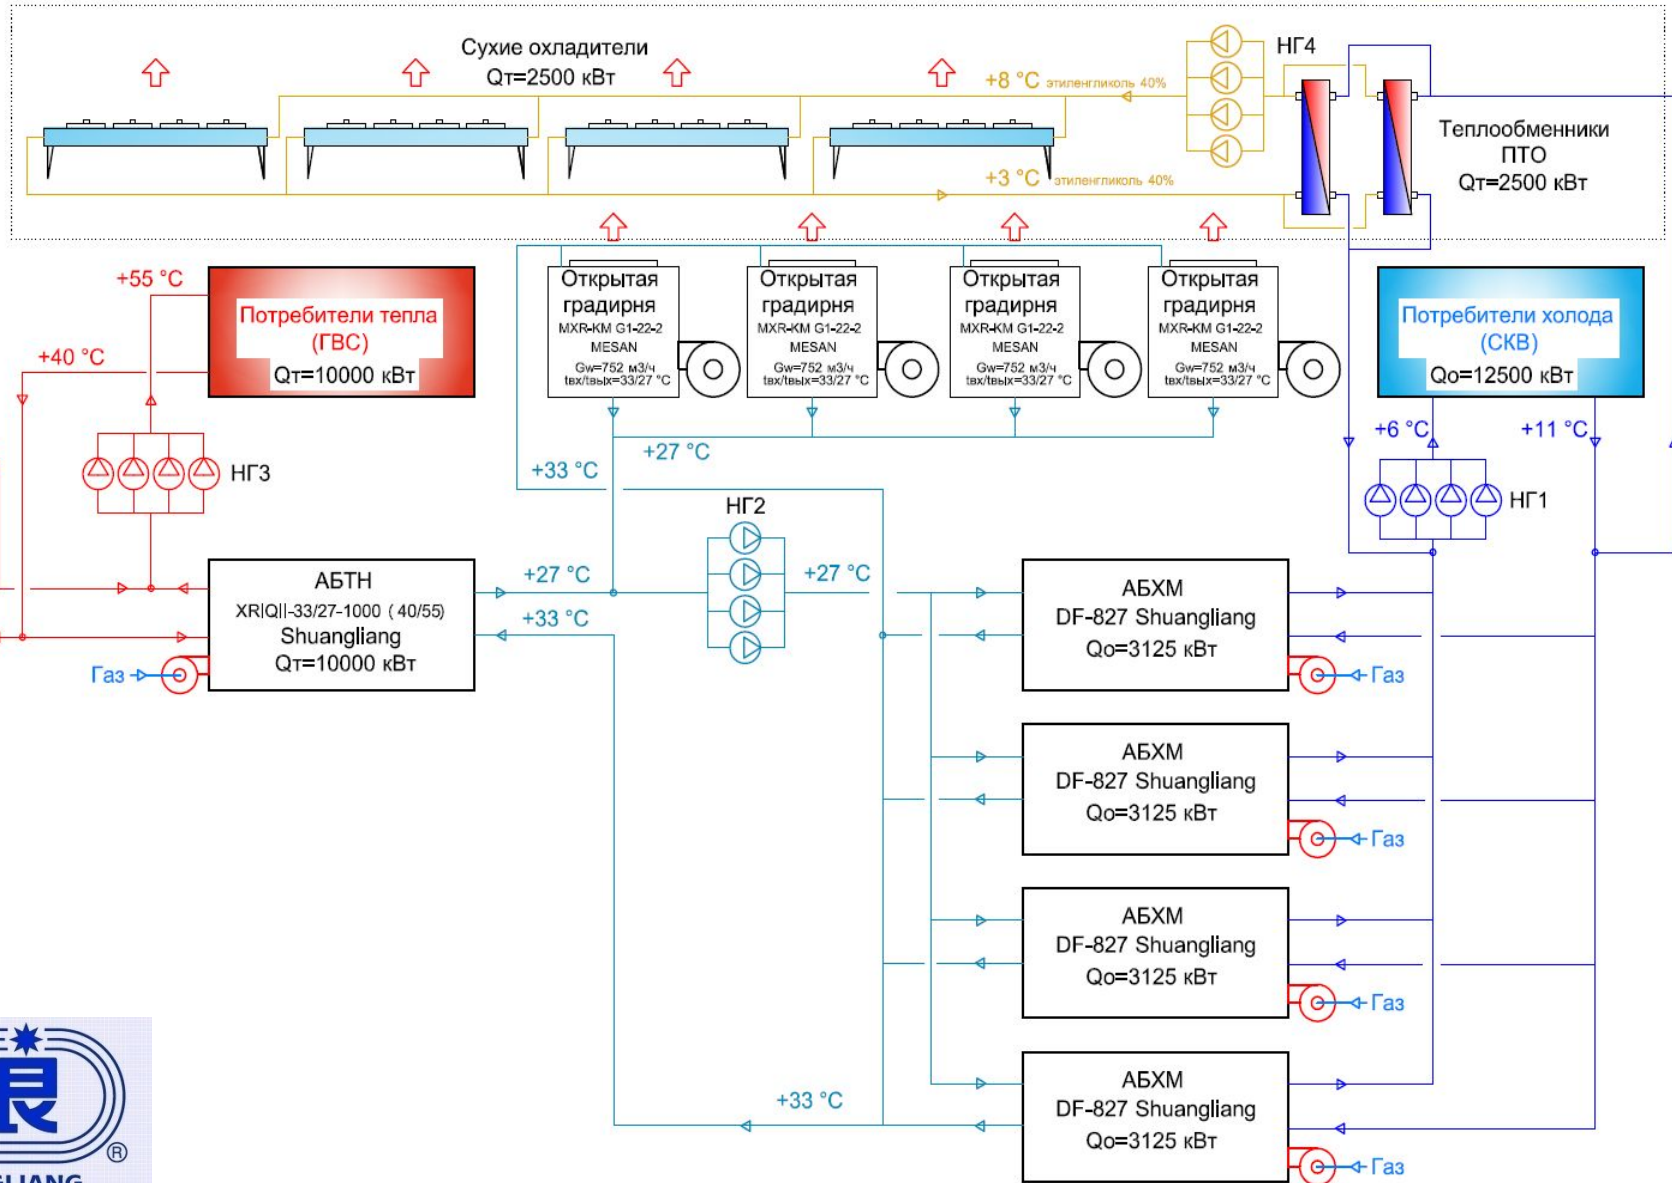 Сухие охладители
Qт=2500 кВт
+8 °C этиленгликоль 40%
НГ4
Теплообменники
ПТО
Qт=2500 кВт
+3 °C этиленгликоль 40%
+55 °C
+40 °C
Потребители тепла
(ГВС)
Qт=10000 кВт
Открытая
градирня
MXR-KM G1-22-2
MESAN
Gw=752 м3/ч
tвх/tвых=33/27 °C
Открытая
градирня
MXR-KM G1-22-2
MESAN
Gw=752 м3/ч
tвх/tвых=33/27 °C
Открытая
градирня
MXR-KM G1-22-2
MESAN
Gw=752 м3/ч
tвх/tвых=33/27 °C
Открытая
градирня
MXR-KM G1-22-2
MESAN
Gw=752 м3/ч
tвх/tвых=33/27 °C
Потребители холода
(СКВ)
Qо=12500 кВт
+6 °C
+11 °C
+27 °C
+33 °C
НГ3
НГ2
НГ1
АБТН
XR|Q||-33/27-1000 ( 40/55)
Shuangliang
Qт=10000 кВт
Газ
+27 °C
+33 °C
+27 °C
АБХМ
DF-827 Shuangliang
Qо=3125 кВт
Газ
АБХМ
DF-827 Shuangliang
Qо=3125 кВт
Газ
АБХМ
DF-827 Shuangliang
Qо=3125 кВт
Газ
+33 °C
АБХМ
DF-827 Shuangliang
Qо=3125 кВт
Газ
良
®
GLIANG